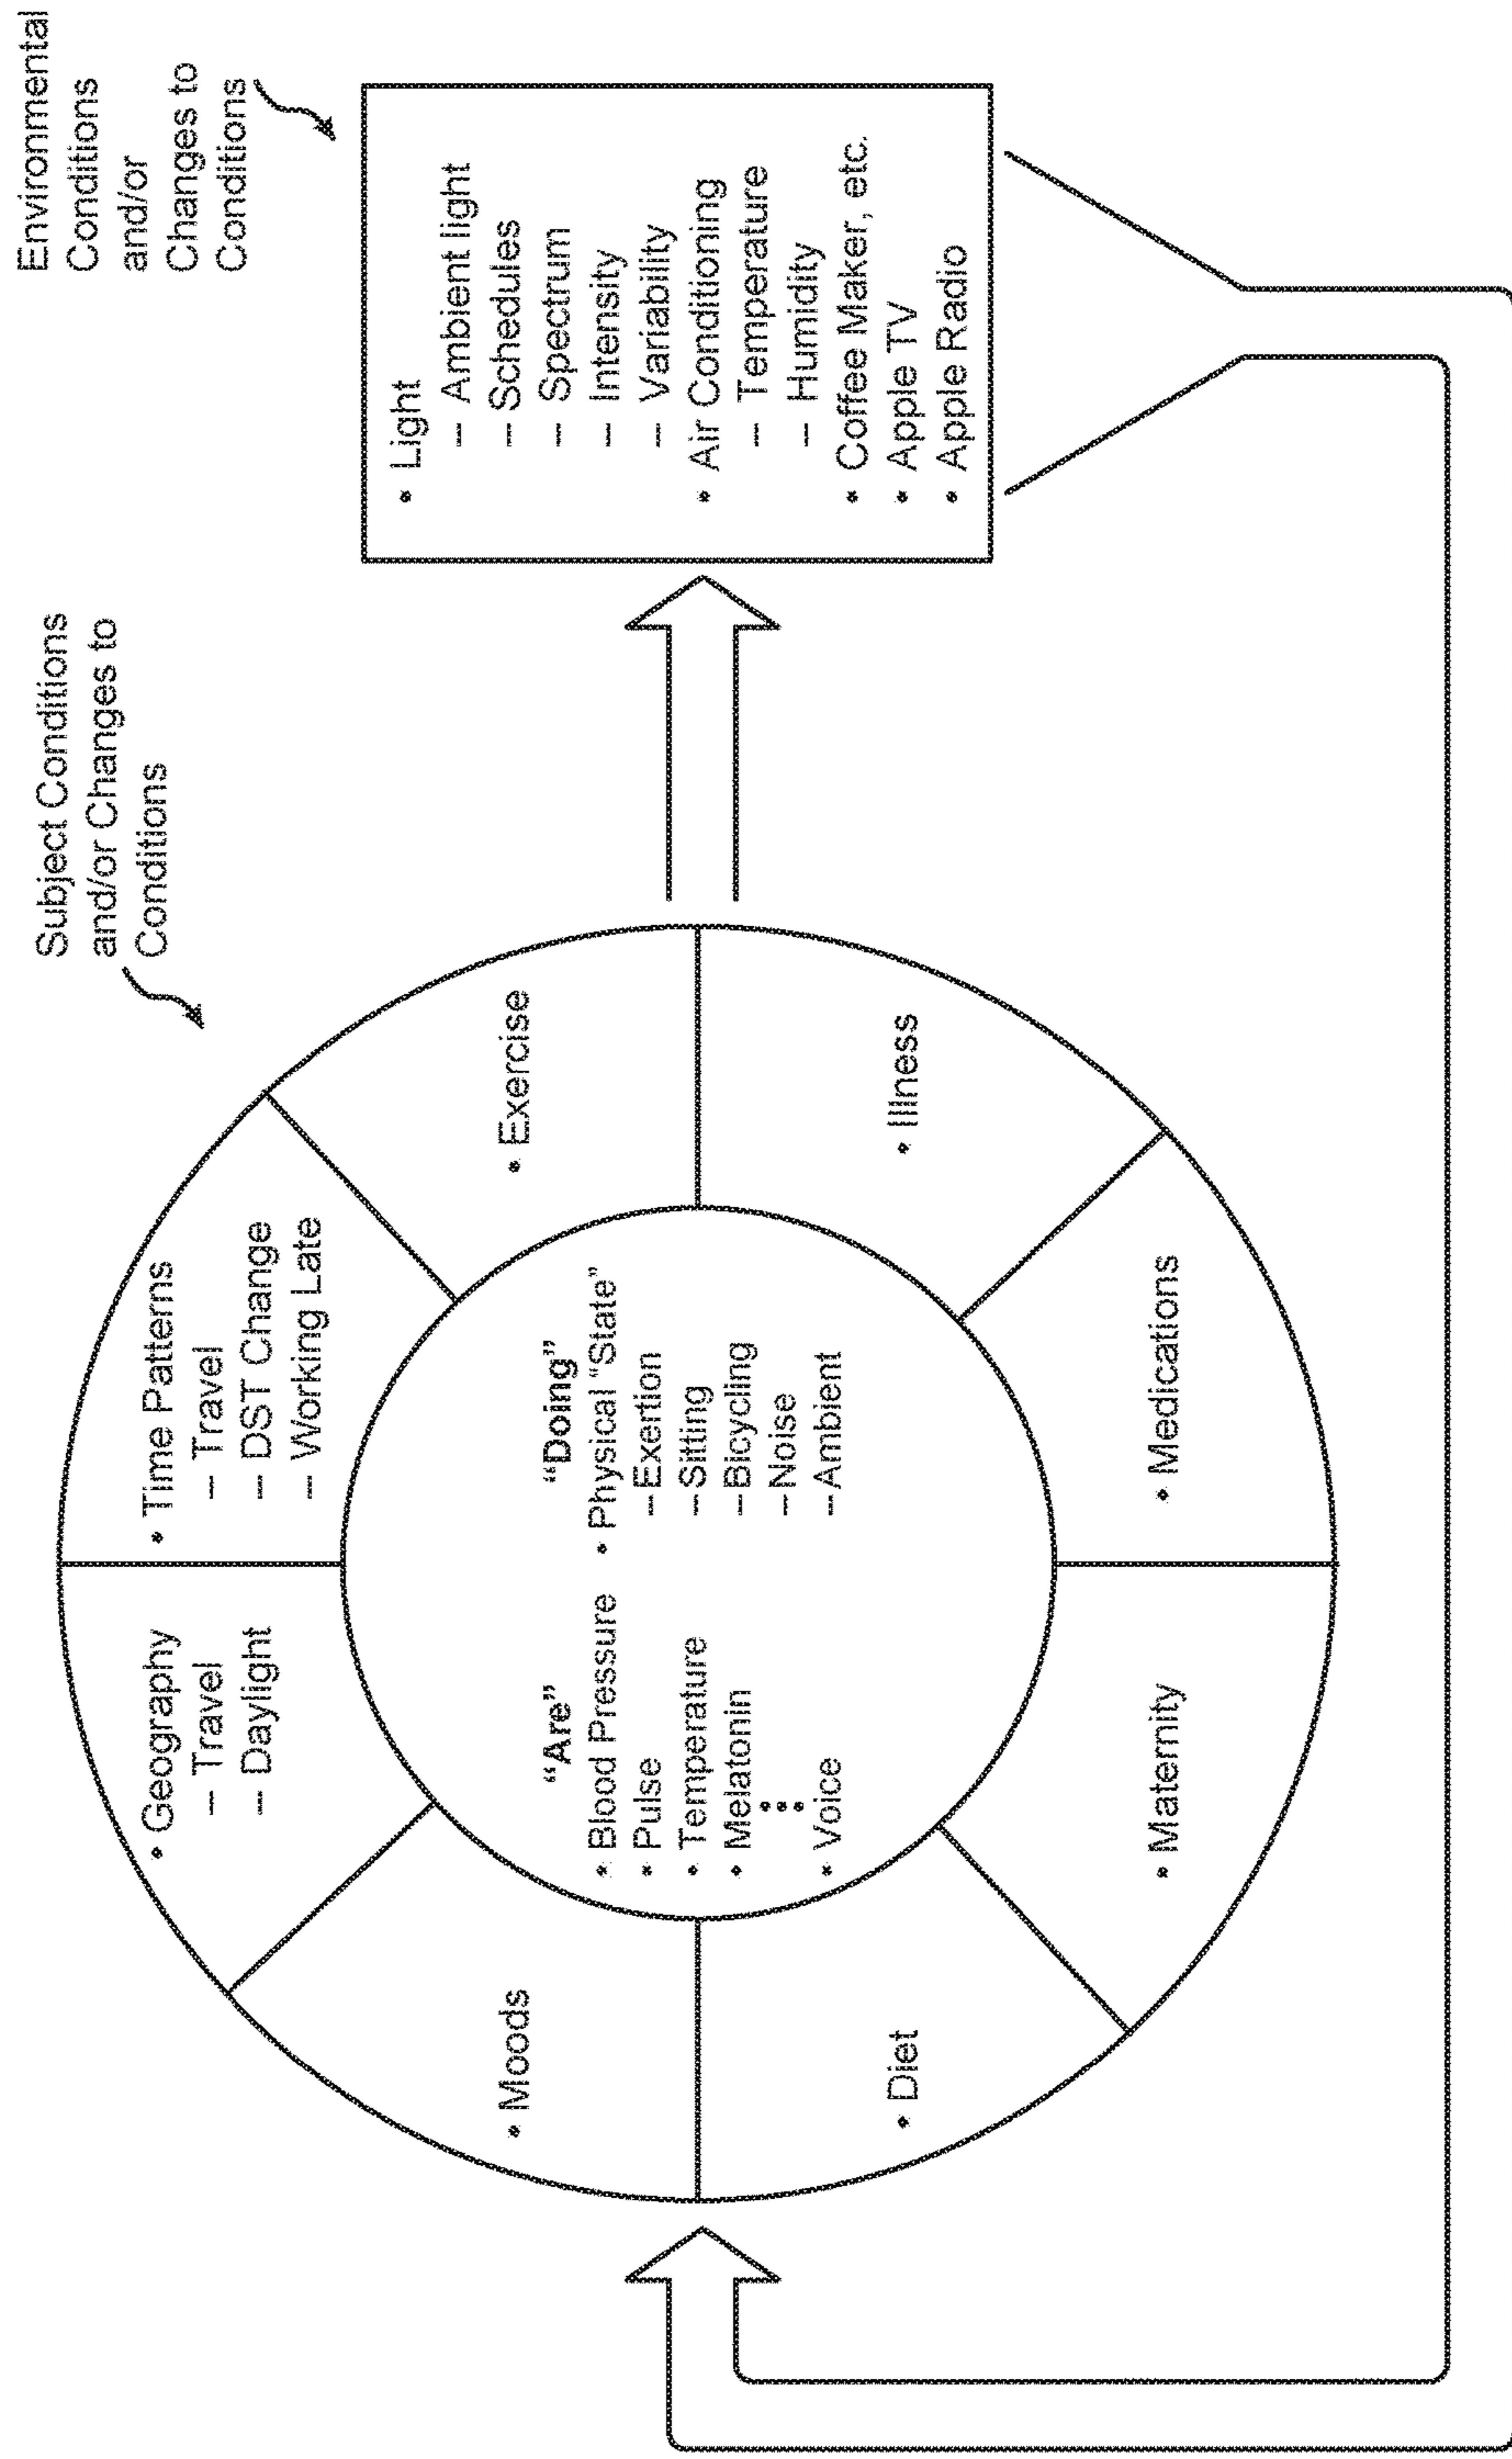 Subject Conditions
and/or Changes to
Conditions
Environmental
Conditions
and/or
Changes to
Conditions
• Geography
– Travel
– Daylight
• Time Patterns
– Travel
– DST Change
– Working Late
• Moods
• Exercise
"Are"
• Blood Pressure
• Pulse
• Temperature
• Melatonin
• Voice
"Doing"
• Physical "State"
– Exertion
– Sitting
– Bicycling
– Noise
– Ambient
• Diet
• Illness
• Maternity
• Medications
• Light
– Ambient light
– Schedules
– Spectrum
– Intensity
– Variability
• Air Conditioning
– Temperature
– Humidity
• Coffee Maker, etc.
• Apple TV
• Apple Radio